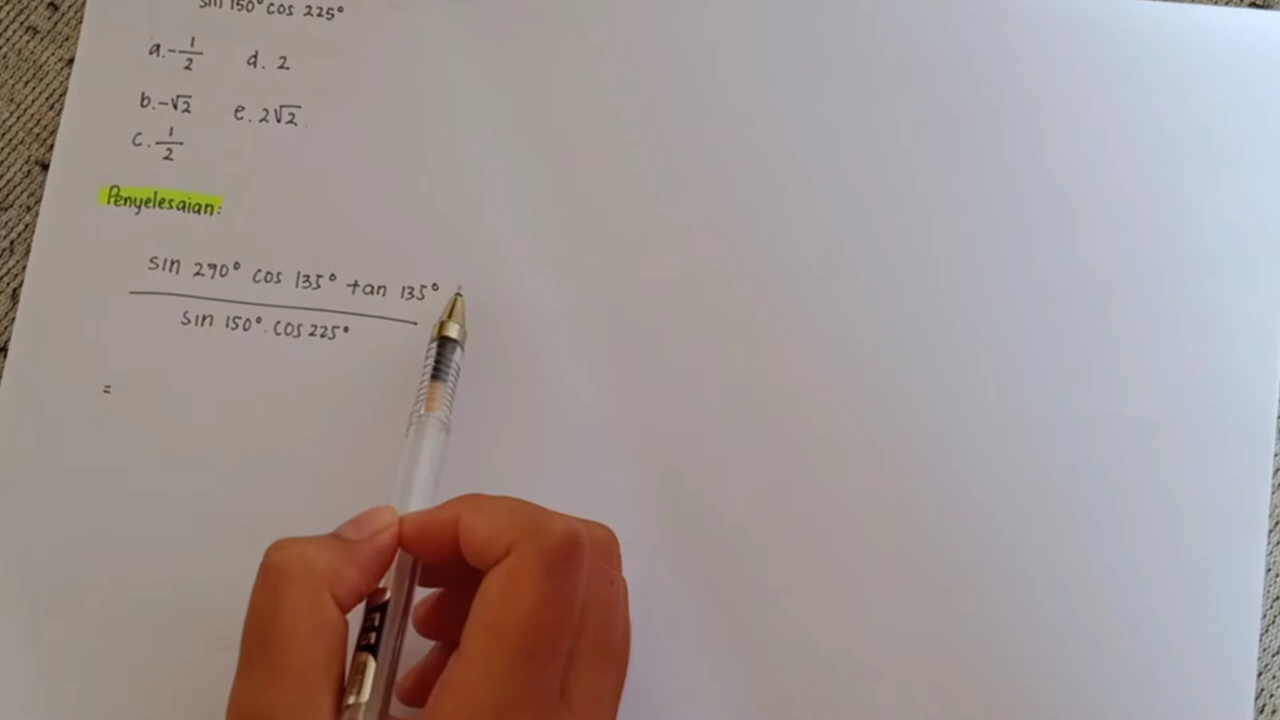 sin 150° cos 225°
a. -1/2 d. 2
b. -√2 e. 2√2
c. 1/2
Penyelesaian:
sin 270° cos 135° tan 135°
sin 150° . cos 225°
=